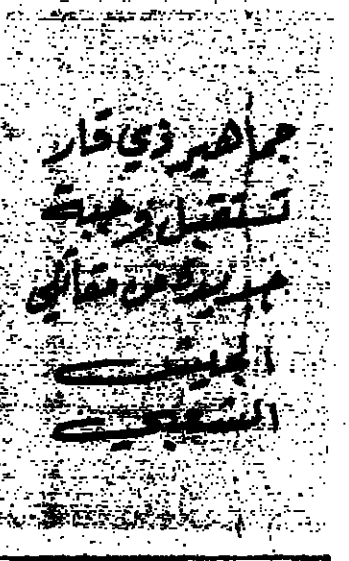 جماهير ذي قار
تستقبل وجبة
جديدة من مقاتلي
الجيش
الشعبي